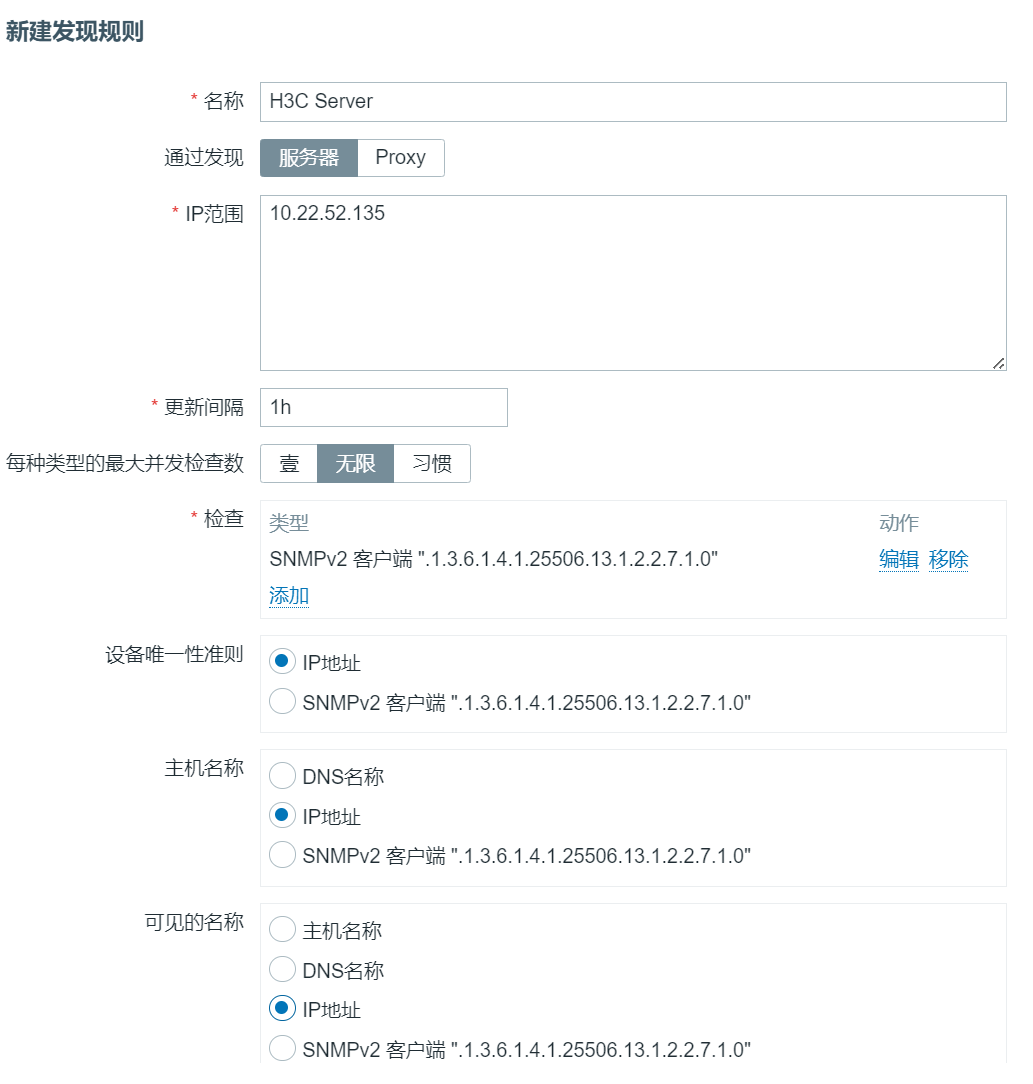 新建发现规则
* 名称 H3C Server
通过发现 服务器 Proxy
* IP范围 10.22.52.135
* 更新间隔 1h
每种类型的最大并发检查数 壹 无限 习惯
* 检查 类型 动作
SNMPv2 客户端 ".1.3.6.1.4.1.25506.13.1.2.2.7.1.0" 编辑 移除
添加
设备唯一性准则 IP地址
SNMPv2 客户端 ".1.3.6.1.4.1.25506.13.1.2.2.7.1.0"
主机名称 DNS名称
IP地址
SNMPv2 客户端 ".1.3.6.1.4.1.25506.13.1.2.2.7.1.0"
可见的名称 主机名称
DNS名称
IP地址
SNMPv2 客户端 ".1.3.6.1.4.1.25506.13.1.2.2.7.1.0"